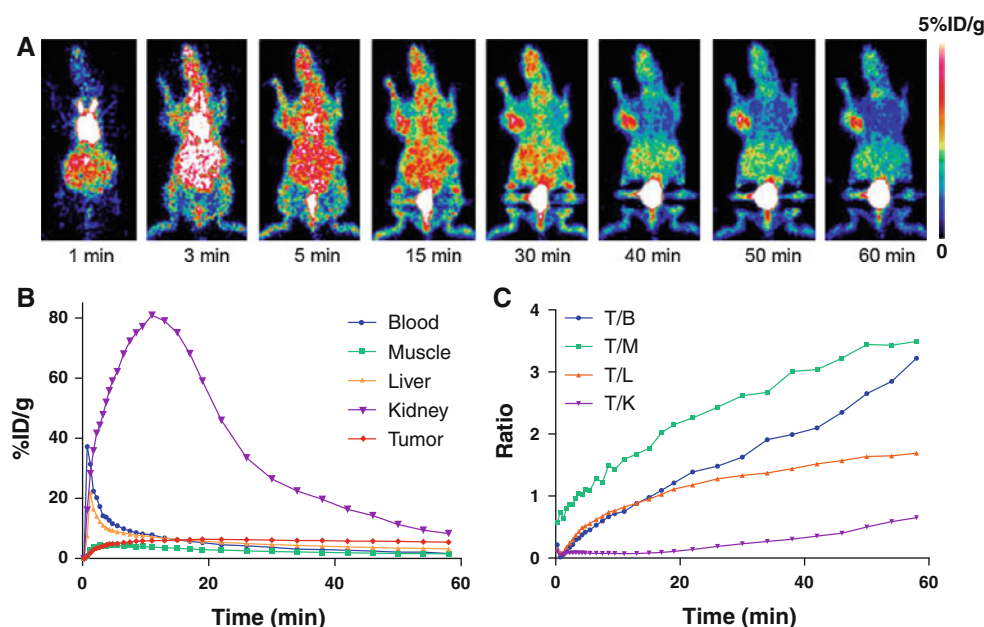 A
5%ID/g
0
1 min 3 min 5 min 15 min 30 min 40 min 50 min 60 min
B
80
60
40
20
0
%ID/g
Blood
Muscle
Liver
Kidney
Tumor
0 20 40 60
Time (min)
C
4
3
2
1
0
Ratio
T/B
T/M
T/L
T/K
0 20 40 60
Time (min)